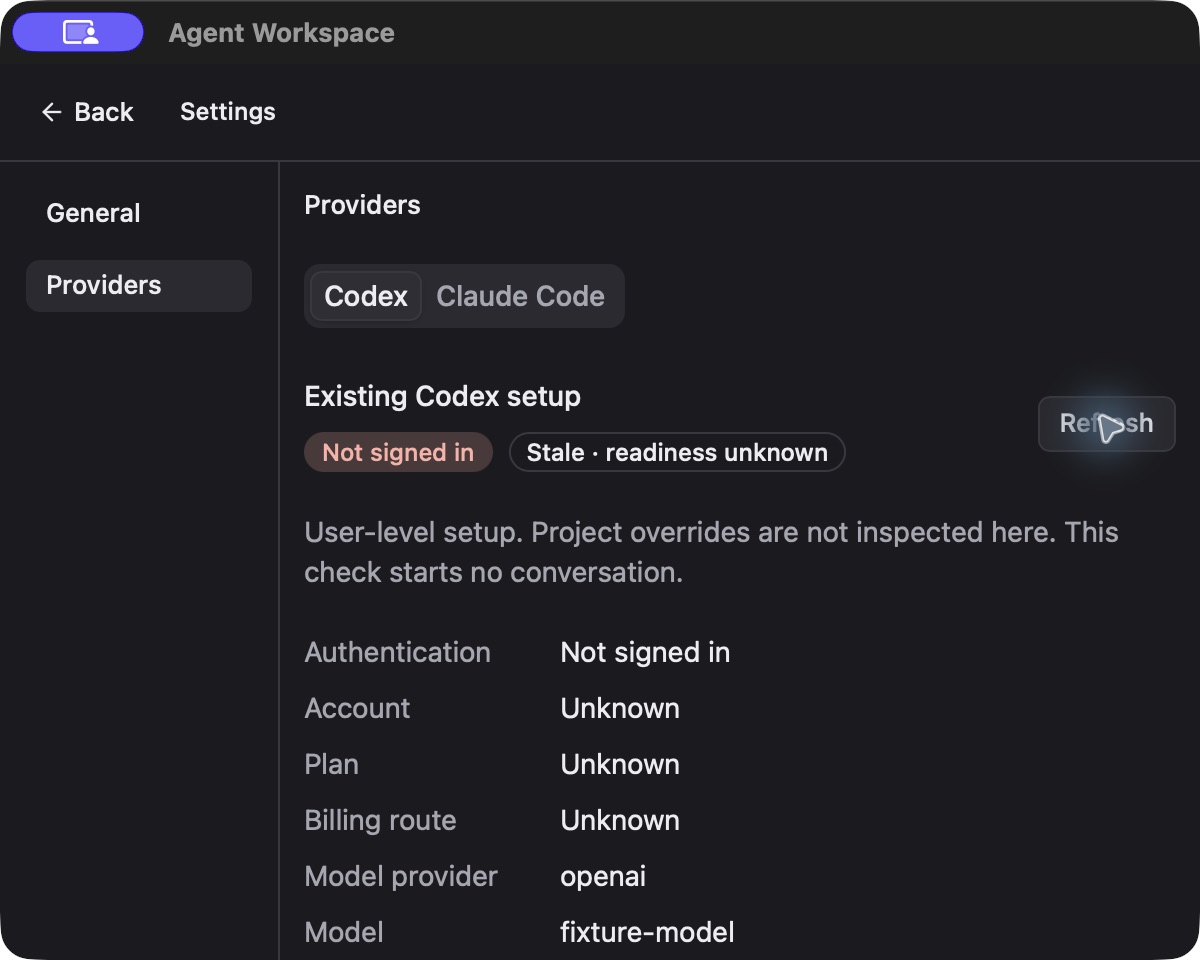 Agent Workspace
← Back Settings
General
Providers
Providers
Codex Claude Code
Existing Codex setup
Refresh
Not signed in Stale · readiness unknown
User-level setup. Project overrides are not inspected here. This
check starts no conversation.
Authentication Not signed in
Account Unknown
Plan Unknown
Billing route Unknown
Model provider openai
Model fixture-model